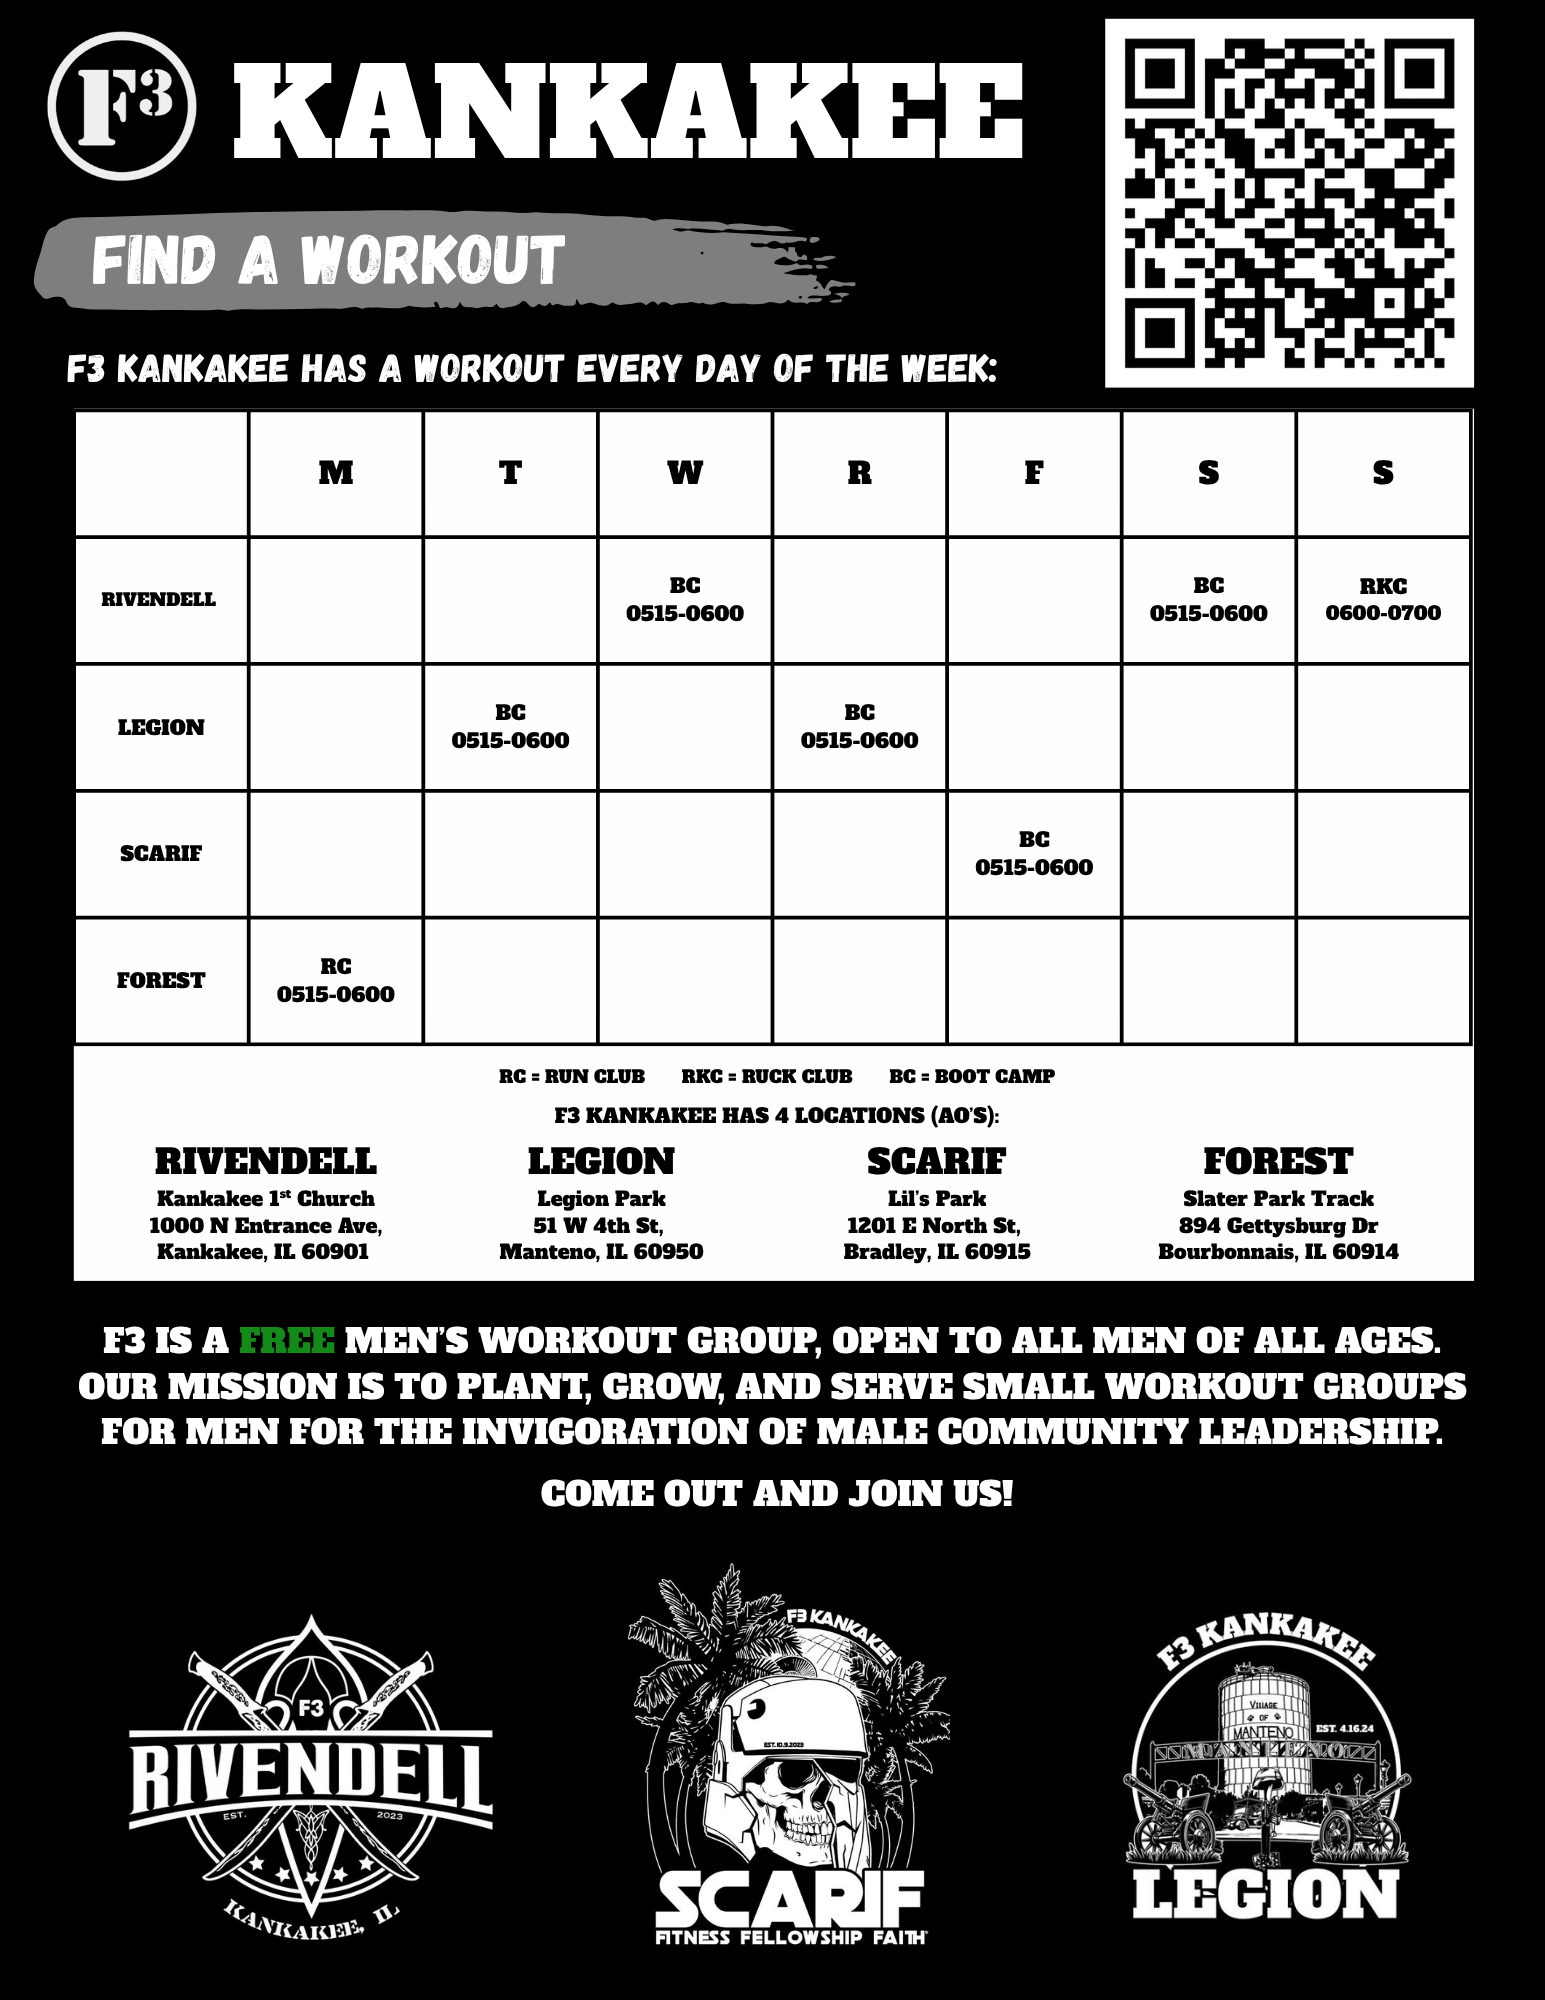 F3 KANKAKEE
FIND A WORKOUT
F3 KANKAKEE HAS A WORKOUT EVERY DAY OF THE WEEK:
M T W R F S S
RIVENDELL BC 0515-0600 BC 0515-0600 RKC 0600-0700
LEGION BC 0515-0600 BC 0515-0600
SCARIF BC 0515-0600
FOREST RC 0515-0600
RC = RUN CLUB RKC = RUCK CLUB BC = BOOT CAMP
F3 KANKAKEE HAS 4 LOCATIONS (AO'S):
RIVENDELL
Kankakee 1st Church
1000 N Entrance Ave,
Kankakee, IL 60901
LEGION
Legion Park
51 W 4th St,
Manteno, IL 60950
SCARIF
Lil's Park
1201 E North St,
Bradley, IL 60915
FOREST
Slater Park Track
894 Gettysburg Dr
Bourbonnais, IL 60914
F3 IS A FREE MEN'S WORKOUT GROUP, OPEN TO ALL MEN OF ALL AGES.
OUR MISSION IS TO PLANT, GROW, AND SERVE SMALL WORKOUT GROUPS
FOR MEN FOR THE INVIGORATION OF MALE COMMUNITY LEADERSHIP.
COME OUT AND JOIN US!
F3
RIVENDELL
EST. 2023
KANKAKEE, IL
F3 KANKAKEE
EST. 10.9.2023
SCARIF
FITNESS FELLOWSHIP FAITH
F3 KANKAKEE
VILLAGE
OF
MANTENO
EST. 4.16.24
MANTENO
LEGION